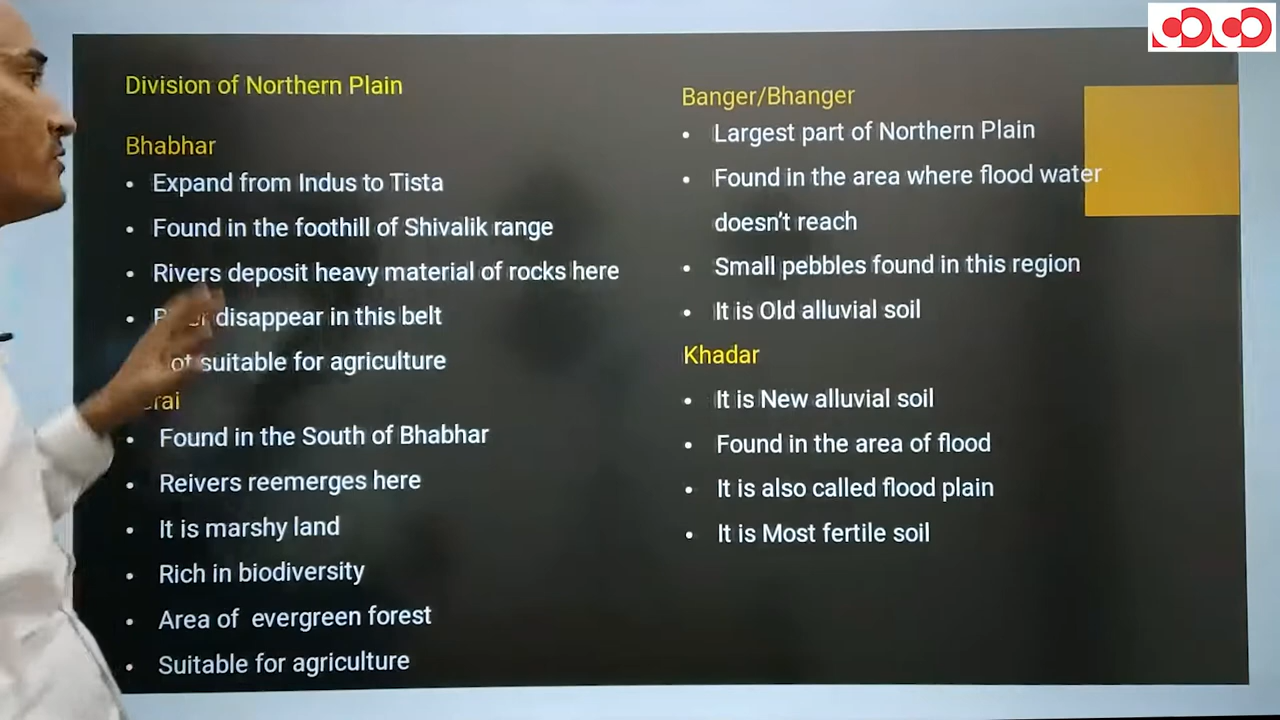 Division of Northern Plain
Bhabhar
• Expand from Indus to Tista
• Found in the foothill of Shivalik range
• Rivers deposit heavy material of rocks here
• disappear in this belt
suitable for agriculture
• Found in the South of Bhabhar
• Reivers reemerges here
• It is marshy land
• Rich in biodiversity
• Area of evergreen forest
• Suitable for agriculture
Banger/Bhanger
• Largest part of Northern Plain
• Found in the area where flood water
doesn't reach
• Small pebbles found in this region
• It is Old alluvial soil
Khadar
• It is New alluvial soil
• Found in the area of flood
• It is also called flood plain
• It is Most fertile soil